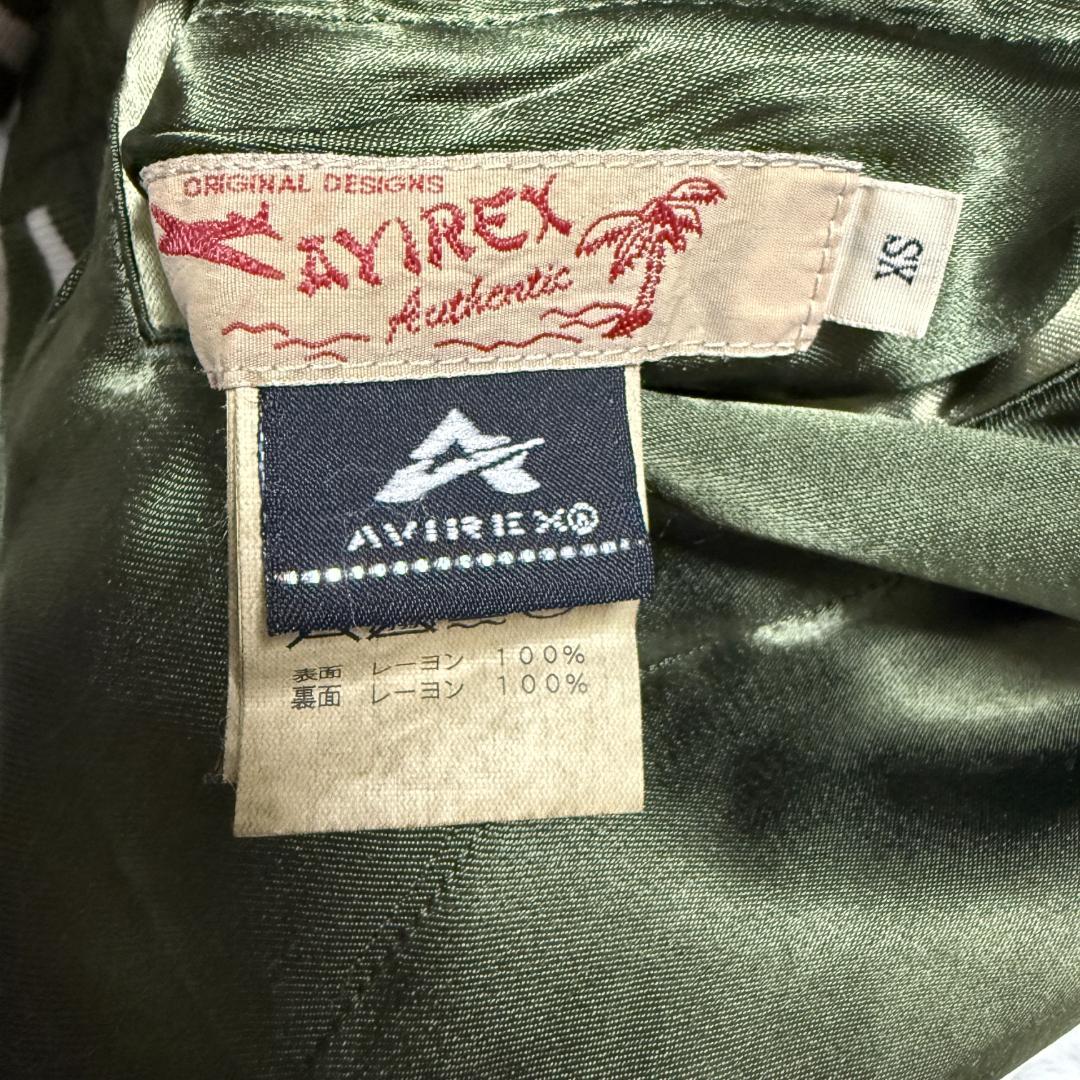 ORIGINAL DESIGNS
AVIREX
Authentic
XS
AVIREX®
表面 レーヨン 100%
裏面 レーヨン 100%